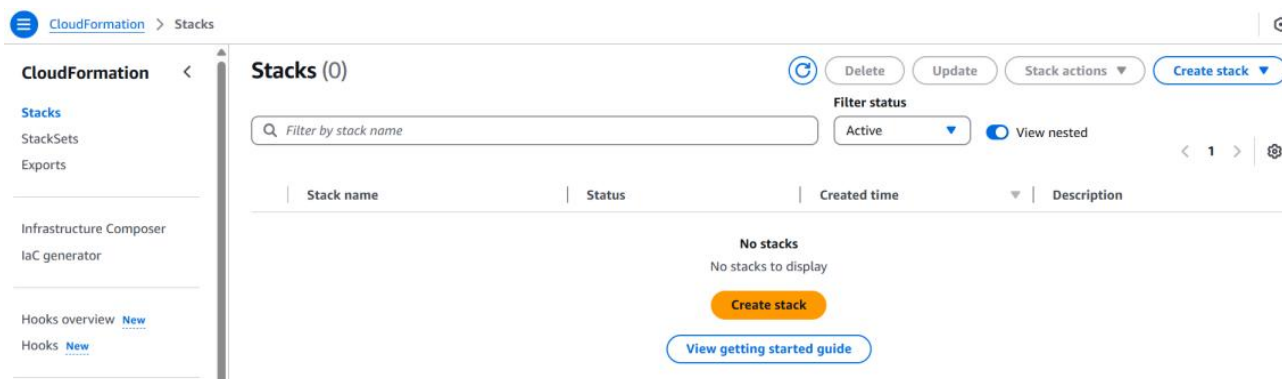 CloudFormation > Stacks
CloudFormation
Stacks
StackSets
Exports
Infrastructure Composer
IaC generator
Hooks overview New
Hooks New
Stacks (0)
Delete Update Stack actions Create stack
Filter status
Filter by stack name Active View nested
1
Stack name Status Created time Description
No stacks
No stacks to display
Create stack
View getting started guide